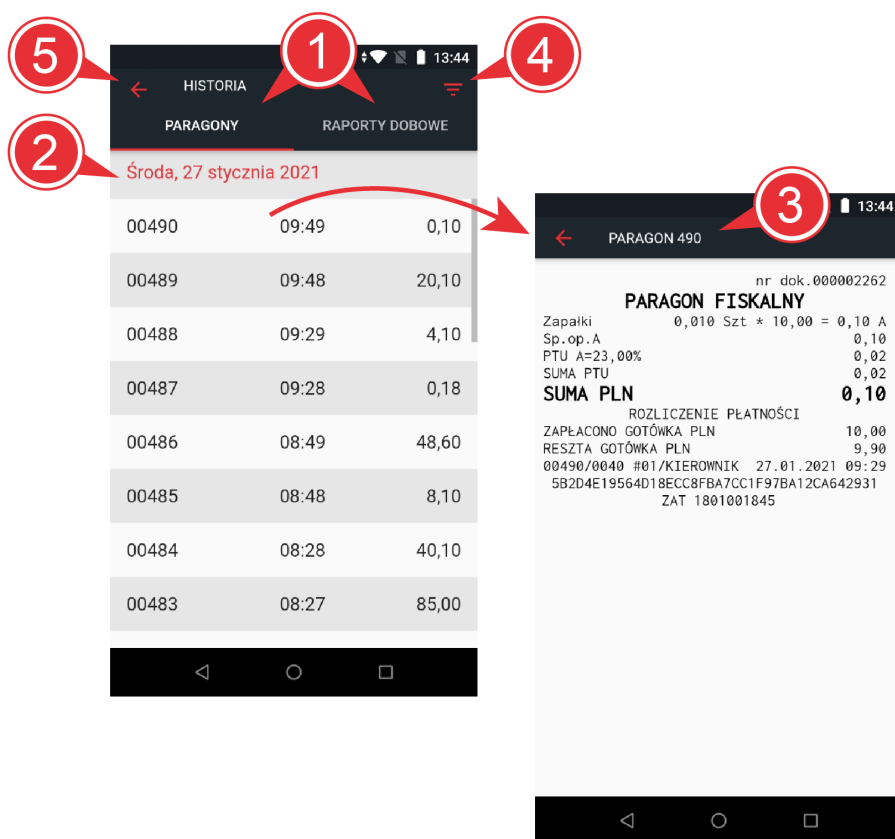 5
1
4
13:44
HISTORIA
PARAGONY RAPORTY DOBOWE
2
Środa, 27 stycznia 2021
00490 09:49 0,10
00489 09:48 20,10
00488 09:29 4,10
00487 09:28 0,18
00486 08:49 48,60
00485 08:48 8,10
00484 08:28 40,10
00483 08:27 85,00
3
13:44
PARAGON 490
nr dok.000002262
PARAGON FISKALNY
Zapałki 0,010 Szt * 10,00 = 0,10 A
Sp.op.A 0,10
PTU A=23,00% 0,02
SUMA PTU 0,02
SUMA PLN 0,10
ROZLICZENIE PŁATNOŚCI
ZAPŁACONO GOTÓWKA PLN 10,00
RESZTA GOTÓWKA PLN 9,90
00490/0040 #01/KIEROWNIK 27.01.2021 09:29
5B2D4E19564D18ECC8FBA7CC1F97BA12CA642931
ZAT 1801001845